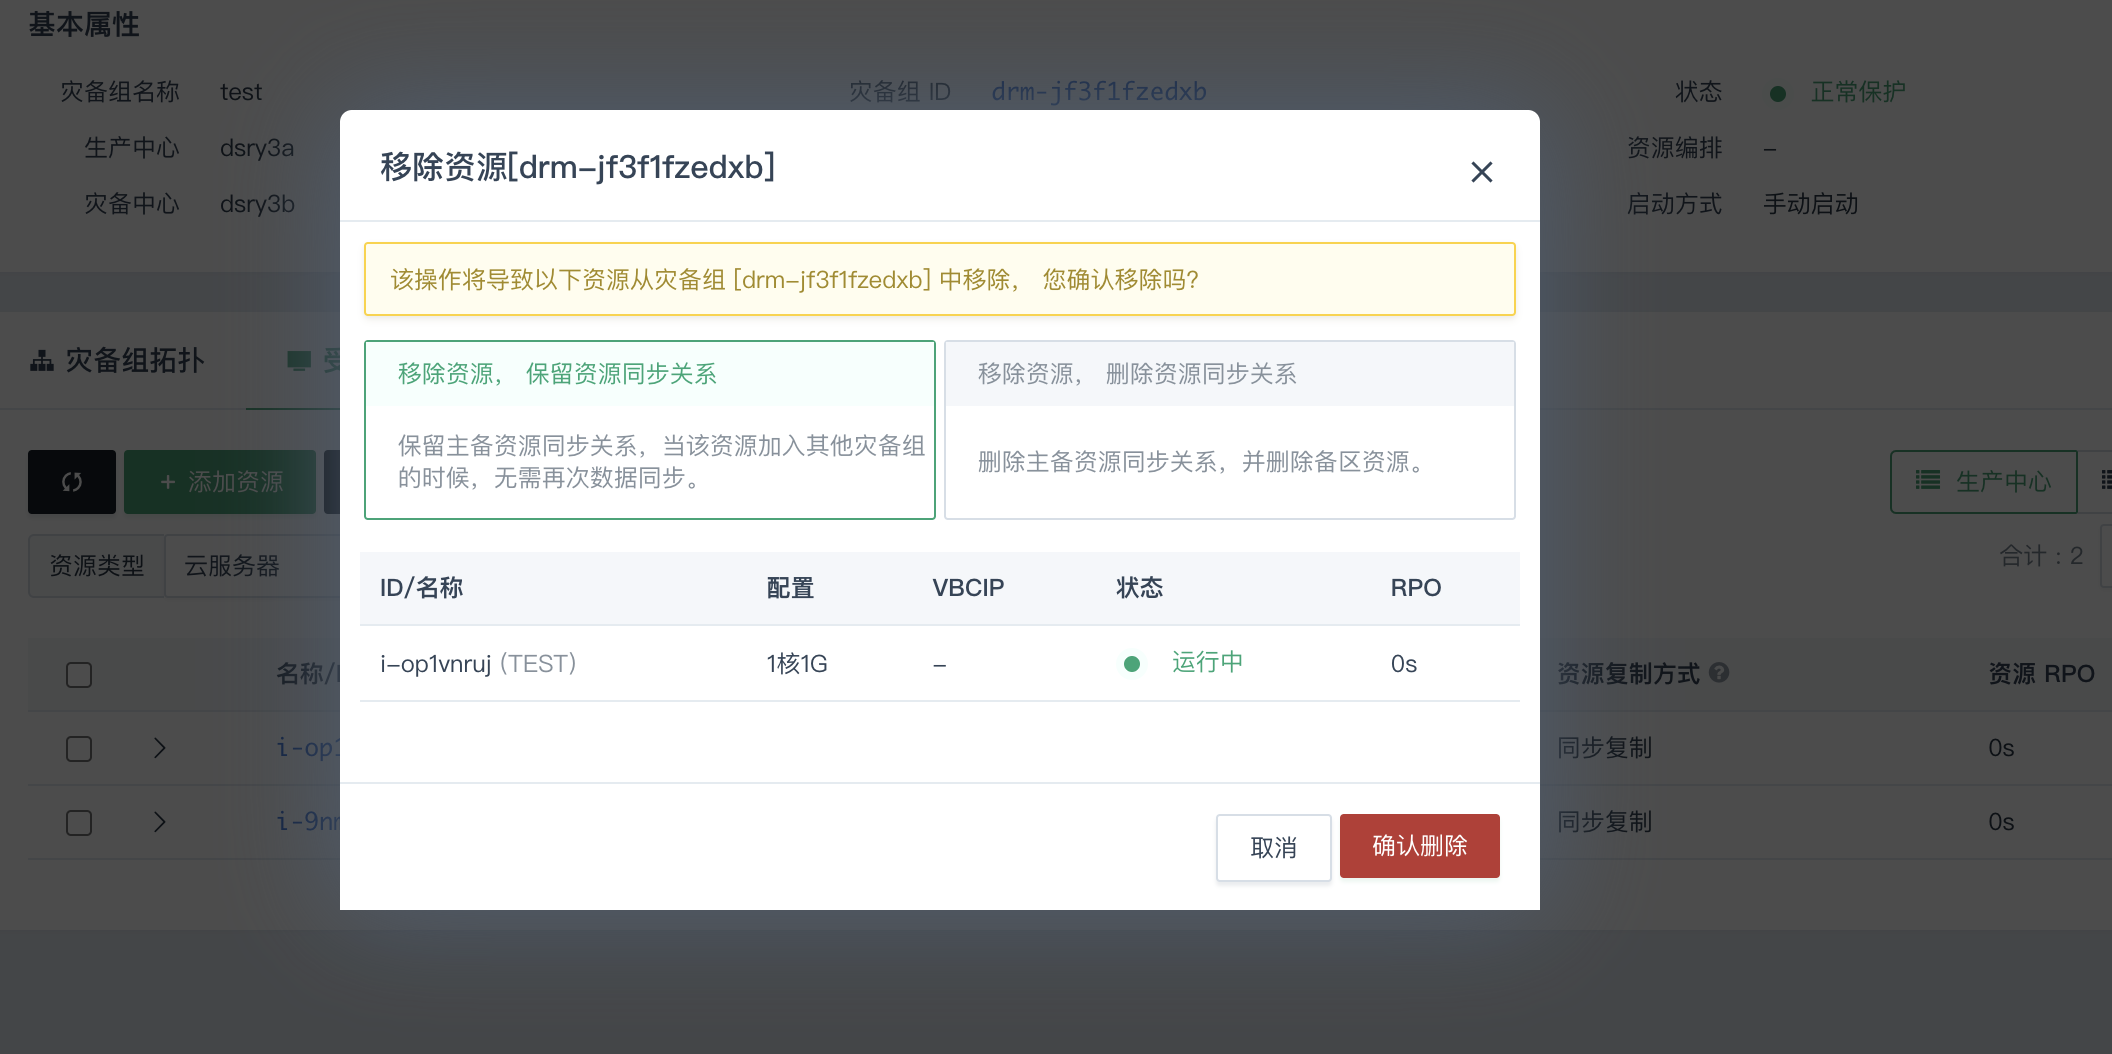 基本属性
灾备组名称 test 灾备组 ID drm-jf3f1fzedxb 状态 正常保护
生产中心 dsry3a 资源编排 –
灾备中心 dsry3b 启动方式 手动启动
移除资源[drm-jf3f1fzedxb]
该操作将导致以下资源从灾备组 [drm-jf3f1fzedxb] 中移除， 您确认移除吗?
灾备组拓扑
移除资源， 保留资源同步关系
保留主备资源同步关系，当该资源加入其他灾备组
的时候，无需再次数据同步。
移除资源， 删除资源同步关系
删除主备资源同步关系，并删除备区资源。
+ 添加资源 生产中心
资源类型 云服务器 合计：2
ID/名称 配置 VBCIP 状态 RPO
i-op1vnruj (TEST) 1核1G – 运行中 0s
名称/ 资源复制方式 ? 资源 RPO
i-op 同步复制 0s
i-9n 同步复制 0s
取消 确认删除